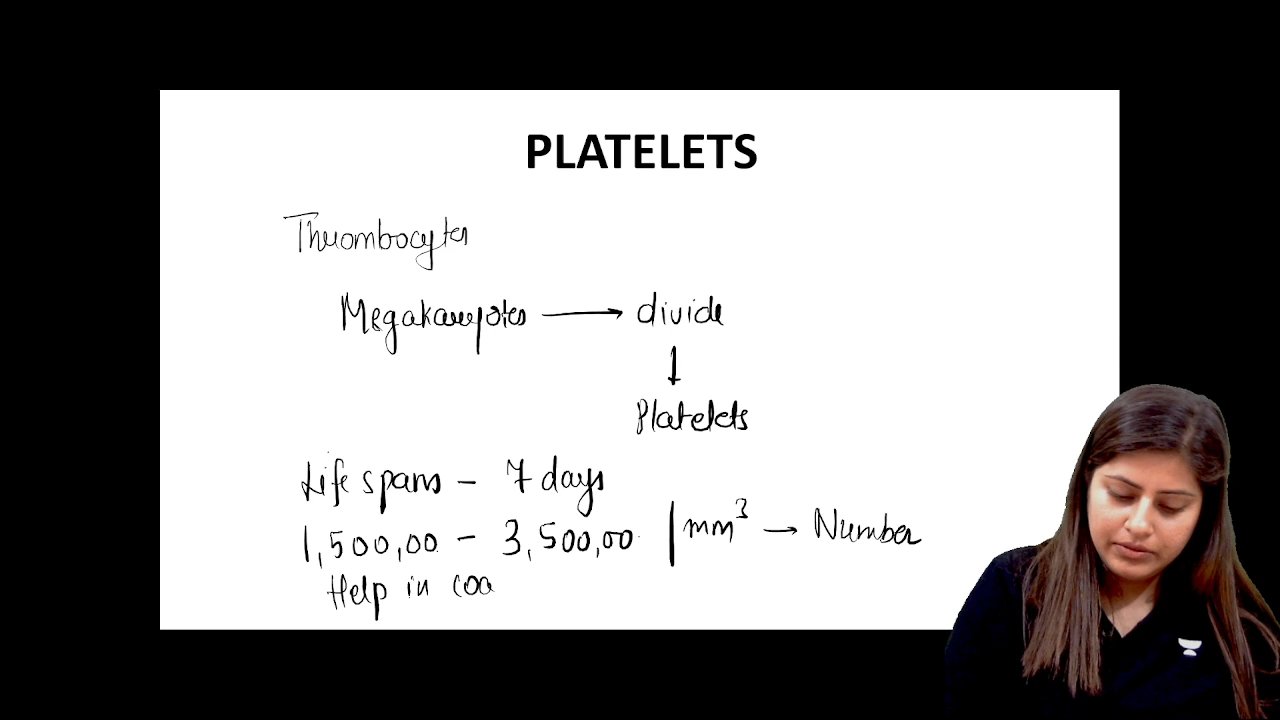 PLATELETS
Thrombocytes
Megakaryotes → divide
↓
Platelets
Life spans – 7 days
1,500,00 – 3,500,00 | mm³ → Number
Help in coa